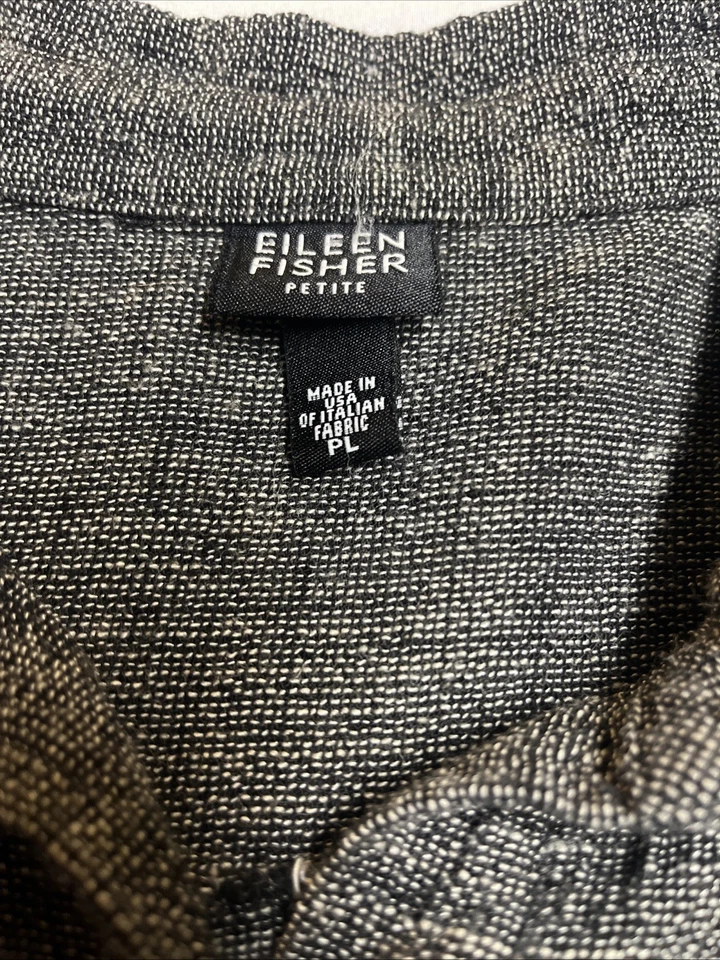 EILEEN
FISHER
PETITE
MADE IN
USA
OF ITALIAN
FABRIC
PL